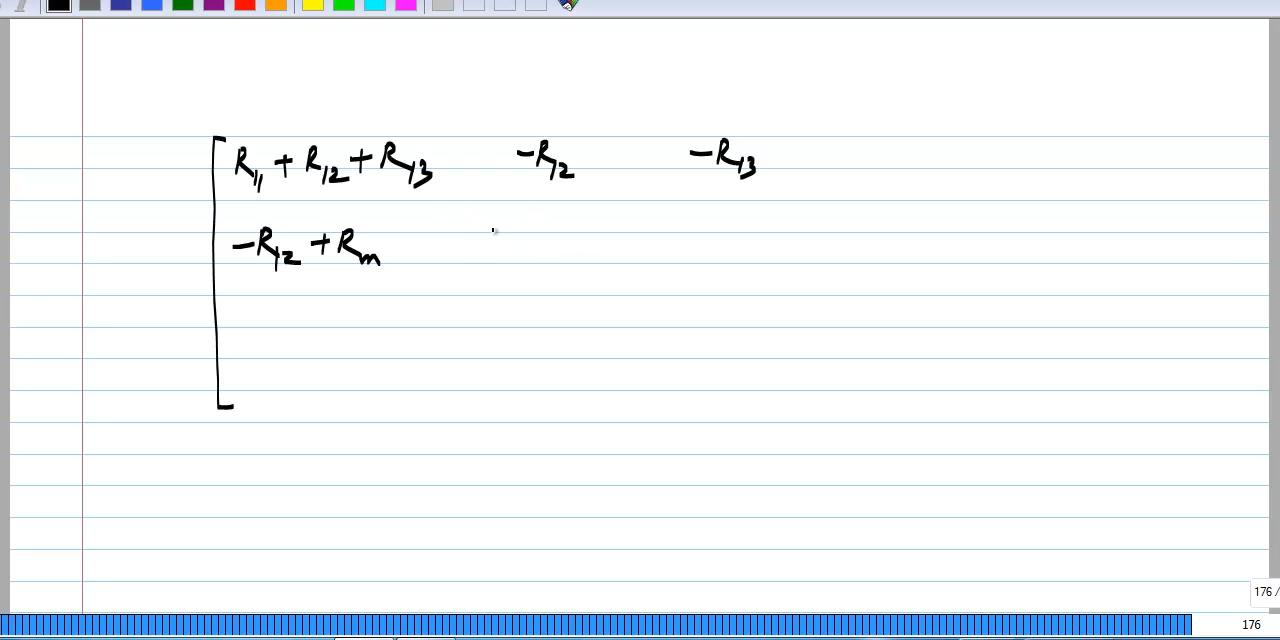 R₁₁ + R₁₂ + R₁₃ -R₁₂ -R₁₃
-R₁₂ + Rₘ
176 /
176